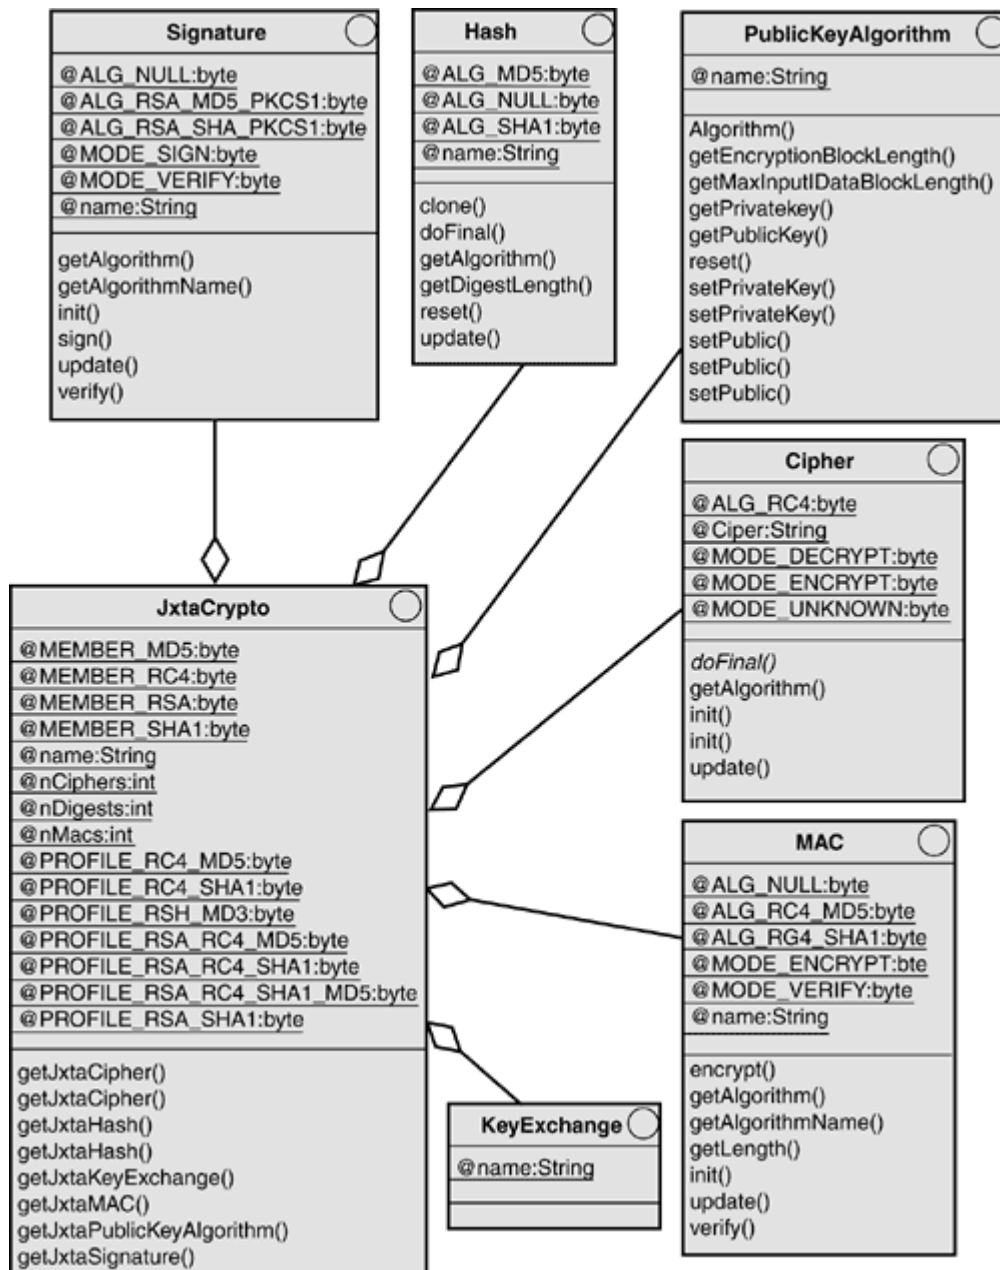 Signature
@ALG_NULL:byte
@ALG_RSA_MD5_PKCS1:byte
@ALG_RSA_SHA_PKCS1:byte
@MODE_SIGN:byte
@MODE_VERIFY:byte
@name:String
getAlgorithm()
getAlgorithmName()
init()
sign()
update()
verify()
Hash
@ALG_MD5:byte
@ALG_NULL:byte
@ALG_SHA1:byte
@name:String
clone()
doFinal()
getAlgorithm()
getDigestLength()
reset()
update()
PublicKeyAlgorithm
@name:String
Algorithm()
getEncryptionBlockLength()
getMaxInputIDataBlockLength()
getPrivatekey()
getPublicKey()
reset()
setPrivateKey()
setPrivateKey()
setPublic()
setPublic()
setPublic()
Cipher
@ALG_RC4:byte
@Ciper:String
@MODE_DECRYPT:byte
@MODE_ENCRYPT:byte
@MODE_UNKNOWN:byte
doFinal()
getAlgorithm()
init()
init()
update()
JxtaCrypto
@MEMBER_MD5:byte
@MEMBER_RC4:byte
@MEMBER_RSA:byte
@MEMBER_SHA1:byte
@name:String
@nCiphers:int
@nDigests:int
@nMacs:int
@PROFILE_RC4_MD5:byte
@PROFILE_RC4_SHA1:byte
@PROFILE_RSH_MD3:byte
@PROFILE_RSA_RC4_MD5:byte
@PROFILE_RSA_RC4_SHA1:byte
@PROFILE_RSA_RC4_SHA1_MD5:byte
@PROFILE_RSA_SHA1:byte
getJxtaCipher()
getJxtaCipher()
getJxtaHash()
getJxtaHash()
getJxtaKeyExchange()
getJxtaMAC()
getJxtaPublicKeyAlgorithm()
getJxtaSignature()
MAC
@ALG_NULL:byte
@ALG_RC4_MD5:byte
@ALG_RG4_SHA1:byte
@MODE_ENCRYPT:bte
@MODE_VERIFY:byte
@name:String
encrypt()
getAlgorithm()
getAlgorithmName()
getLength()
init()
update()
verify()
KeyExchange
@name:String